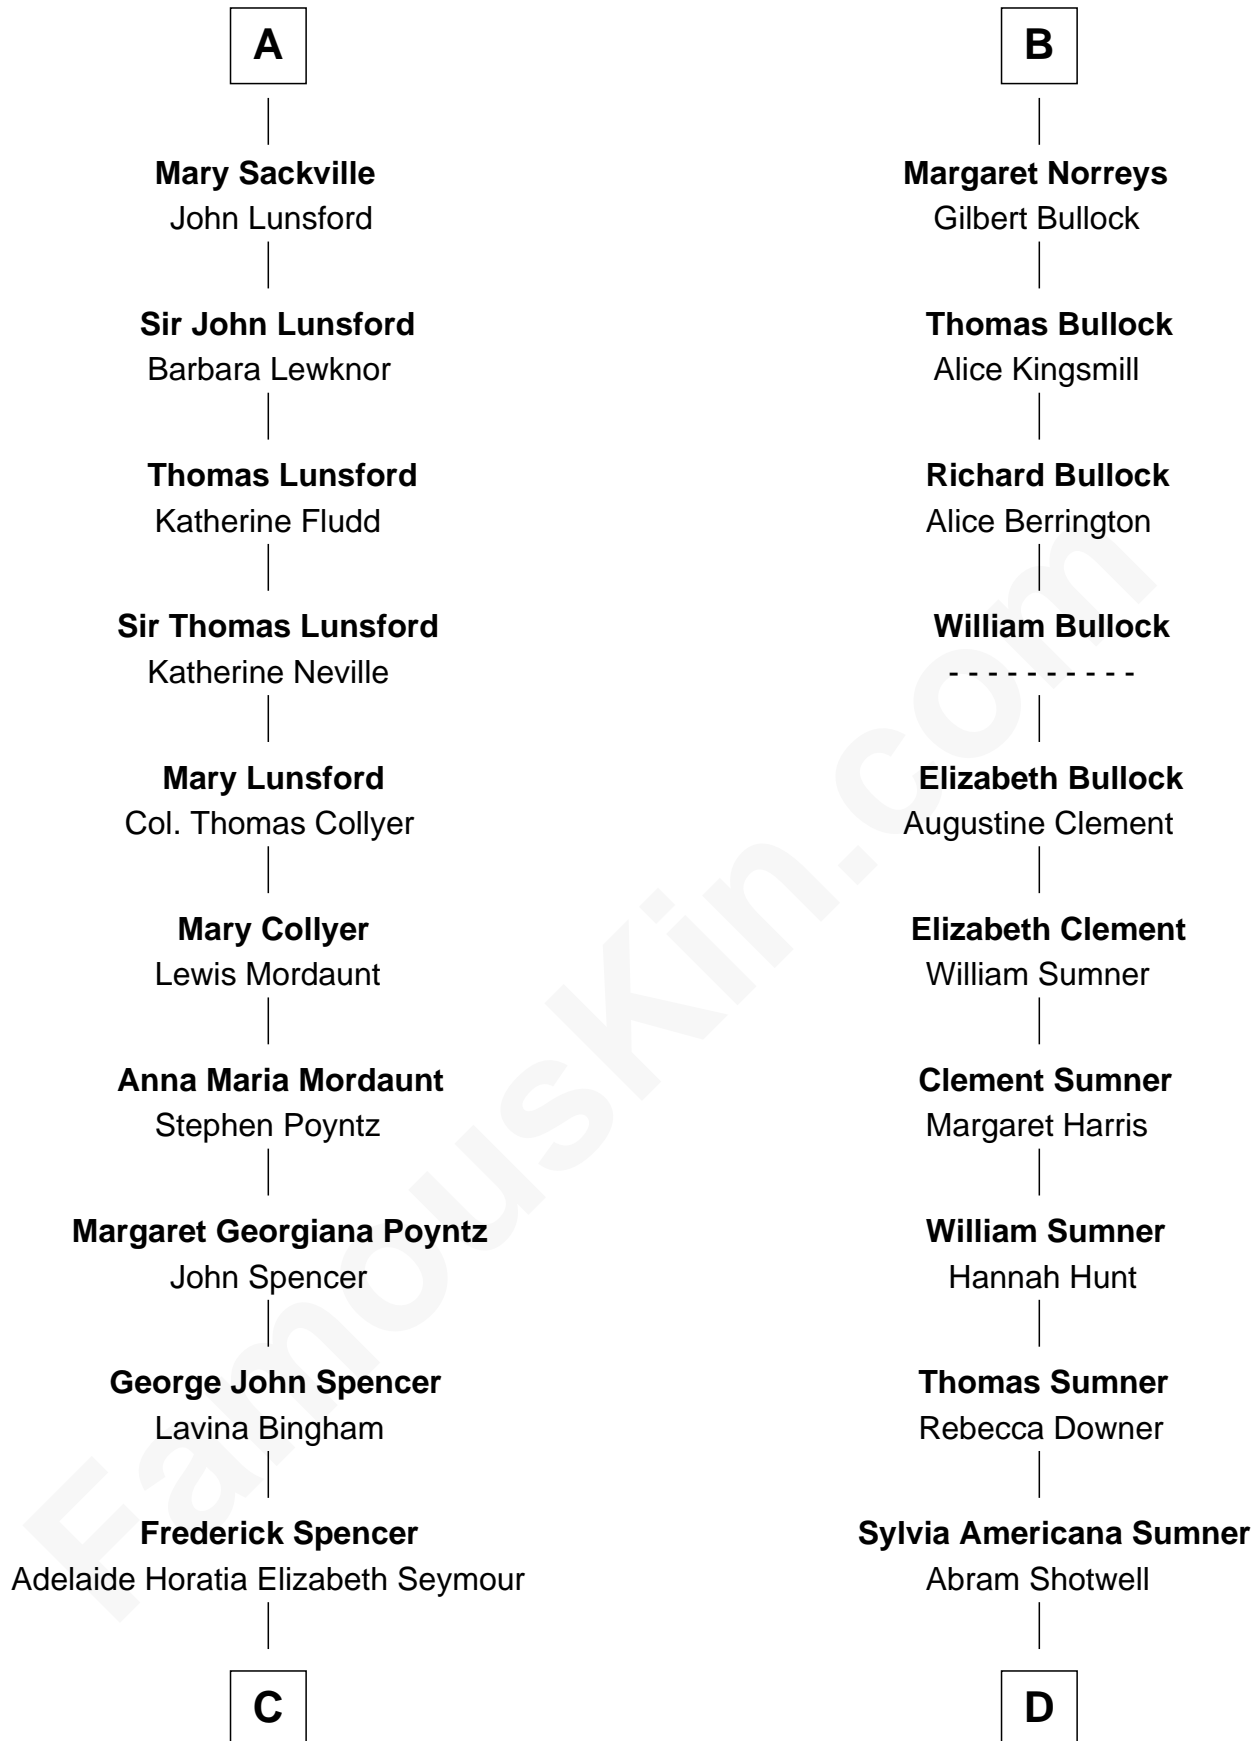 A
Mary Sackville
John Lunsford
Sir John Lunsford
Barbara Lewknor
Thomas Lunsford
Katherine Fludd
Sir Thomas Lunsford
Katherine Neville
Mary Lunsford
Col. Thomas Collyer
Mary Collyer
Lewis Mordaunt
Anna Maria Mordaunt
Stephen Poyntz
Margaret Georgiana Poyntz
John Spencer
George John Spencer
Lavina Bingham
Frederick Spencer
Adelaide Horatia Elizabeth Seymour
C
B
Margaret Norreys
Gilbert Bullock
Thomas Bullock
Alice Kingsmill
Richard Bullock
Alice Berrington
William Bullock
- - - - - - - - - -
Elizabeth Bullock
Augustine Clement
Elizabeth Clement
William Sumner
Clement Sumner
Margaret Harris
William Sumner
Hannah Hunt
Thomas Sumner
Rebecca Downer
Sylvia Americana Sumner
Abram Shotwell
D
FamousKin.com